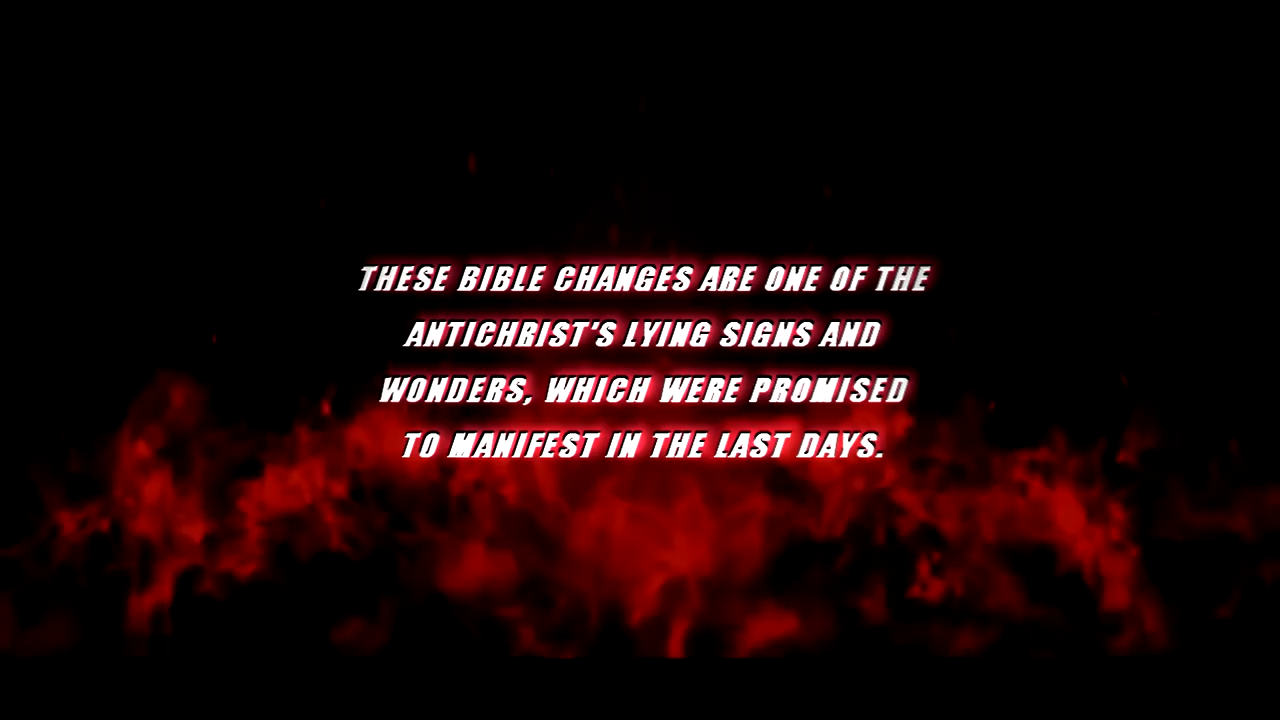 THESE BIBLE CHANGES ARE ONE OF THE
ANTICHRIST'S LYING SIGNS AND
WONDERS, WHICH WERE PROMISED
TO MANIFEST IN THE LAST DAYS.